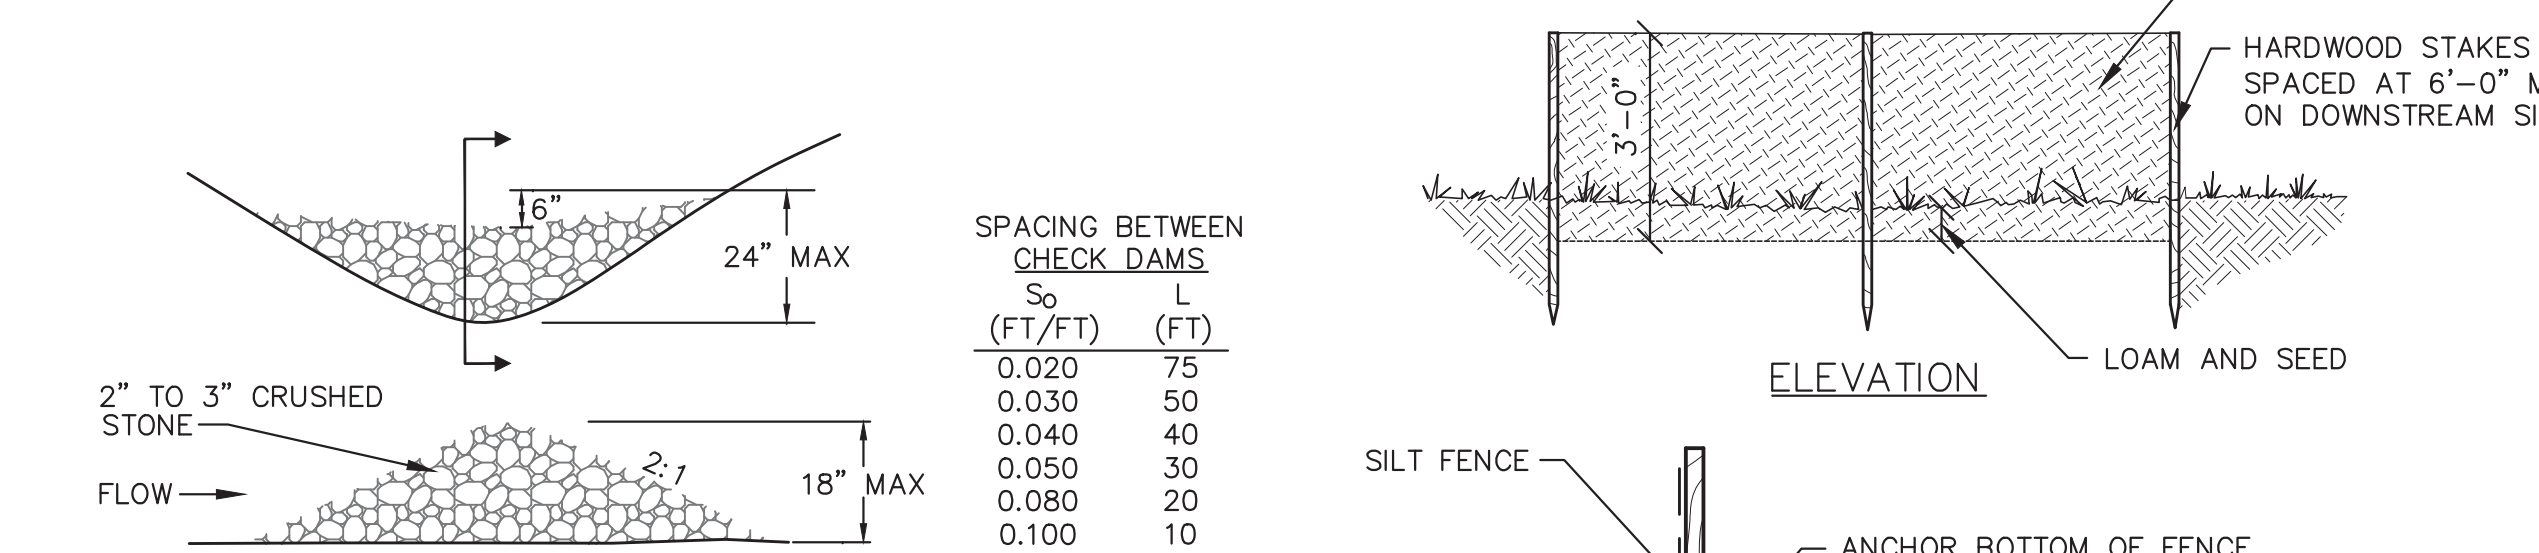 6”
24” MAX
2” TO 3” CRUSHED
STONE
FLOW
2:1
18” MAX
SPACING BETWEEN
CHECK DAMS
So L
(FT/FT) (FT)
0.020 75
0.030 50
0.040 40
0.050 30
0.080 20
0.100 10
3’–0”
HARDWOOD STAKES
SPACED AT 6’–0”
ON DOWNSTREAM
LOAM AND SEED
ELEVATION
SILT FENCE
ANCHOR BOTTOM OF FENCE